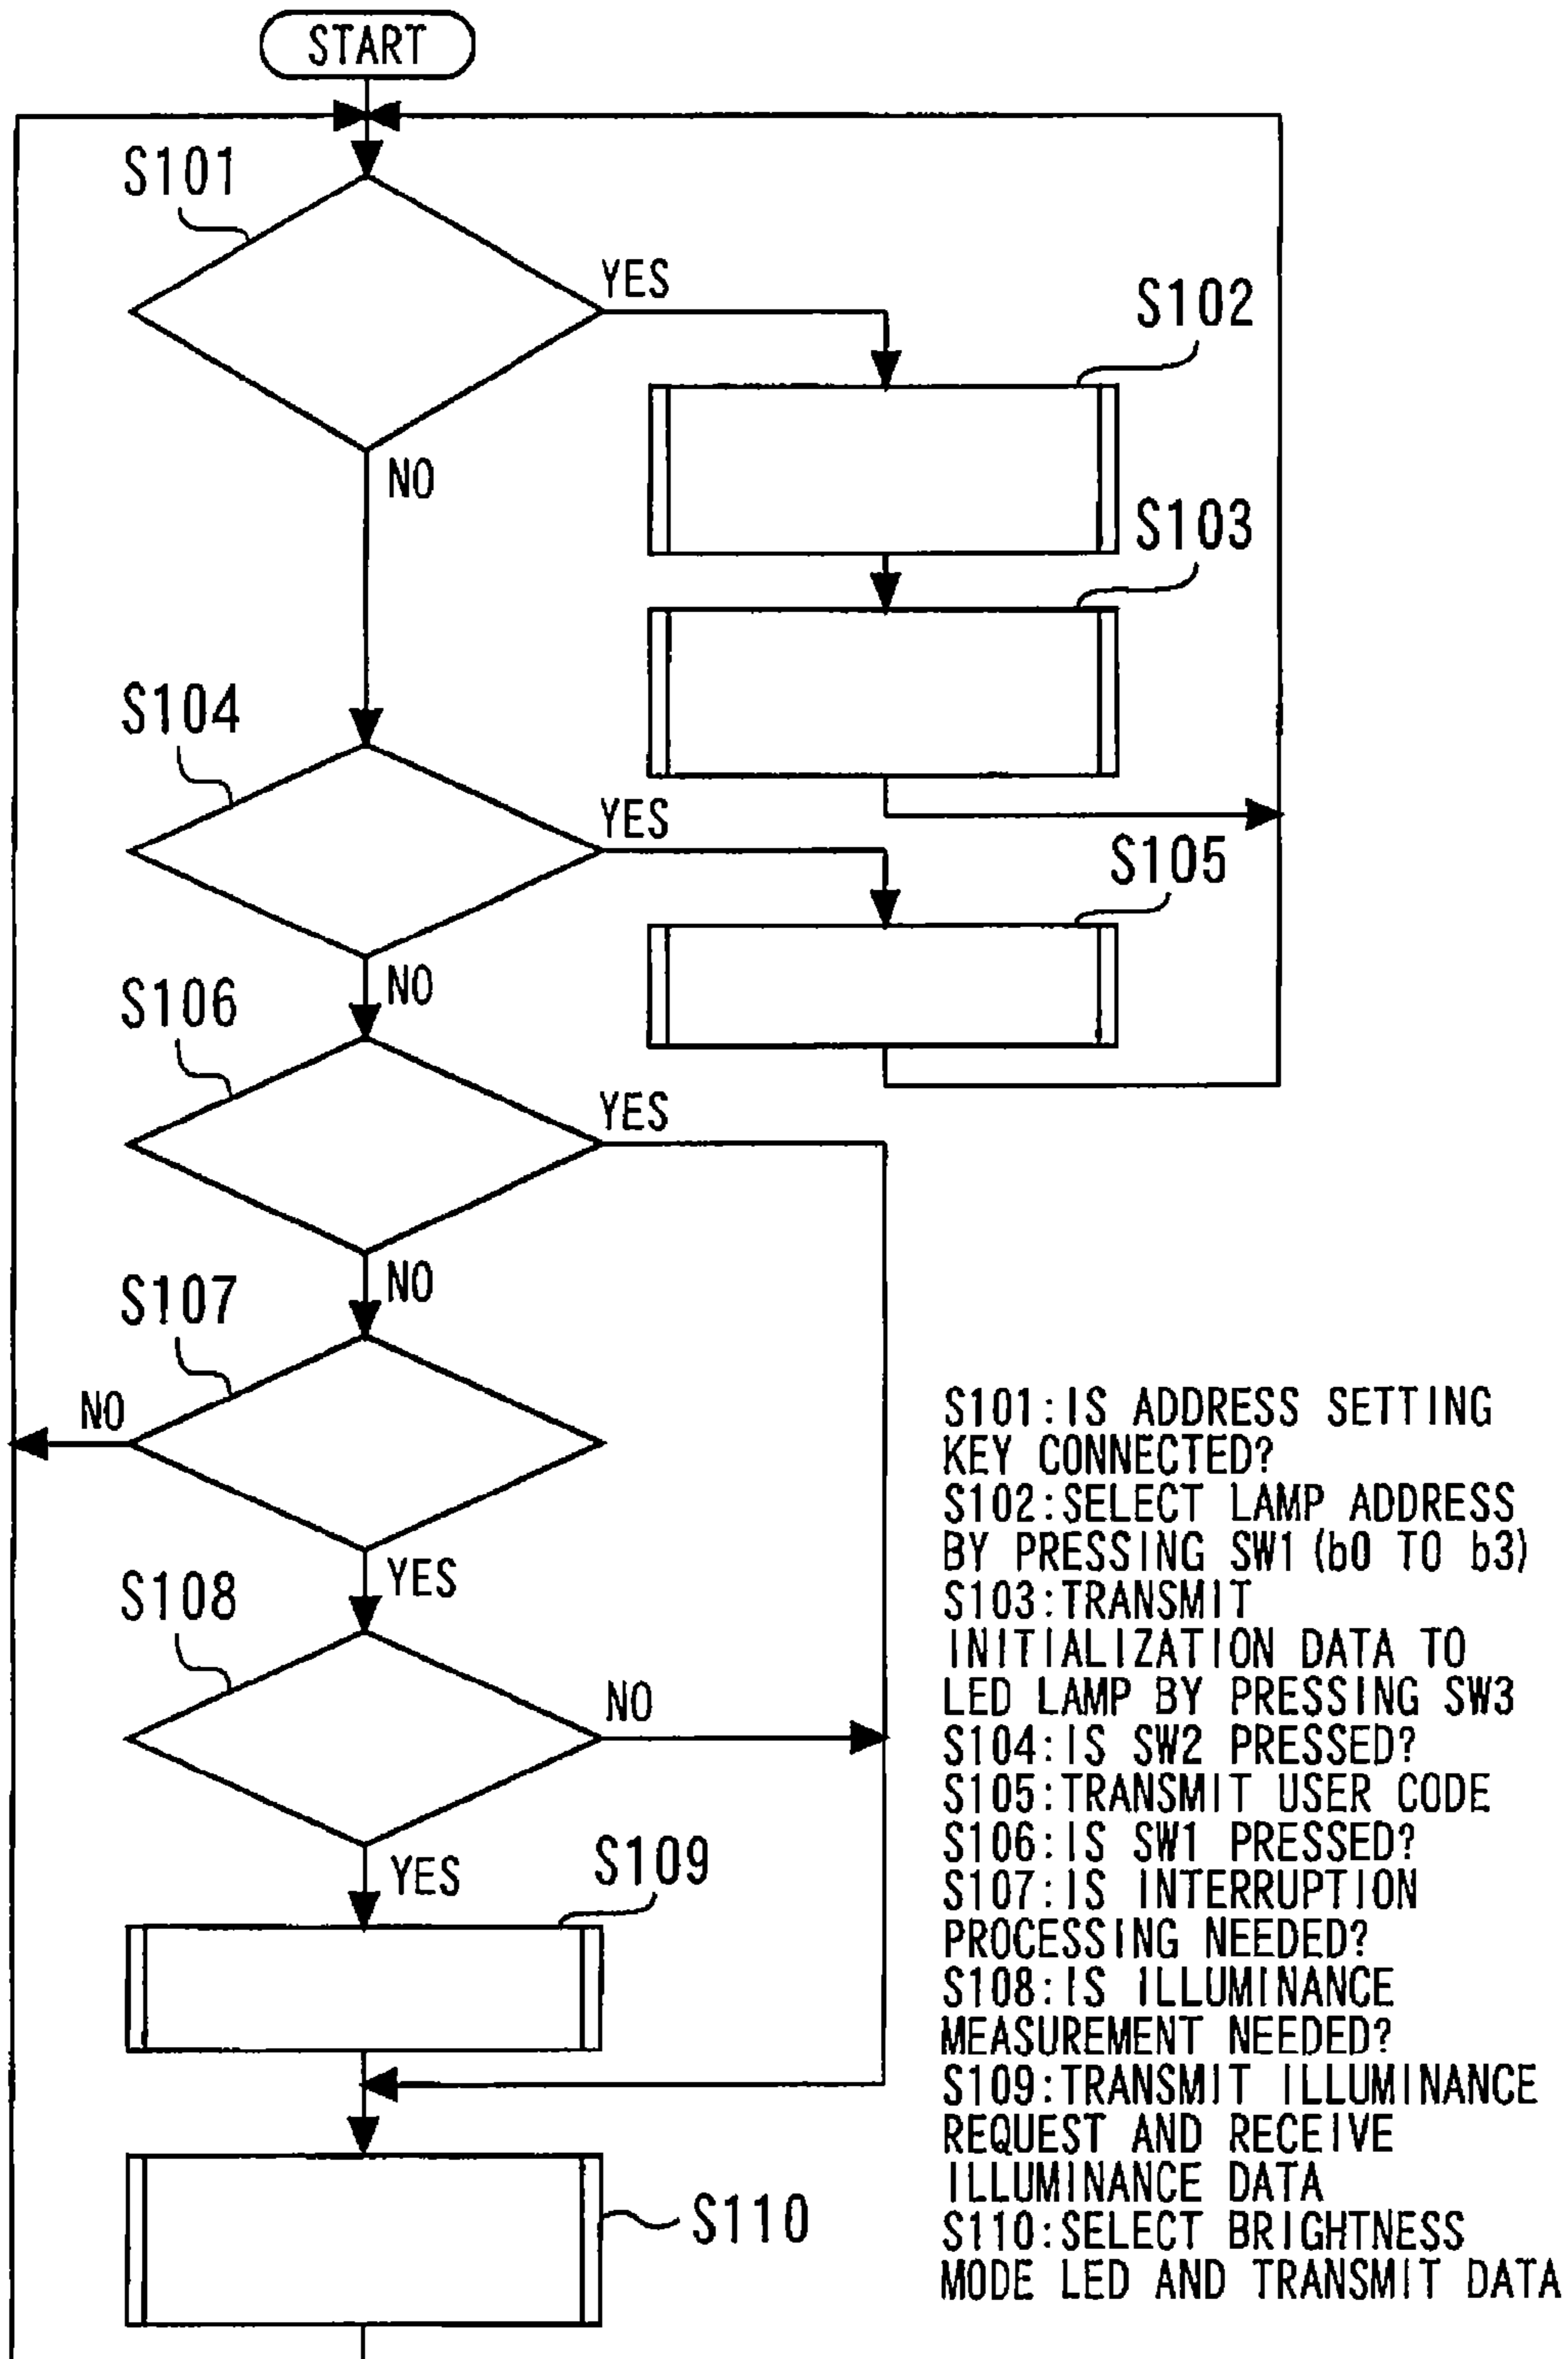 START
S101
YES
S102
NO
S103
S104
YES
S105
NO
S106
YES
NO
S107
NO
YES
S108
NO
YES
S109
S110
S101:IS ADDRESS SETTING
KEY CONNECTED?
S102:SELECT LAMP ADDRESS
BY PRESSING SW1(b0 TO b3)
S103:TRANSMIT
INITIALIZATION DATA TO
LED LAMP BY PRESSING SW3
S104:IS SW2 PRESSED?
S105:TRANSMIT USER CODE
S106:IS SW1 PRESSED?
S107:IS INTERRUPTION
PROCESSING NEEDED?
S108:IS ILLUMINANCE
MEASUREMENT NEEDED?
S109:TRANSMIT ILLUMINANCE
REQUEST AND RECEIVE
ILLUMINANCE DATA
S110:SELECT BRIGHTNESS
MODE LED AND TRANSMIT DATA